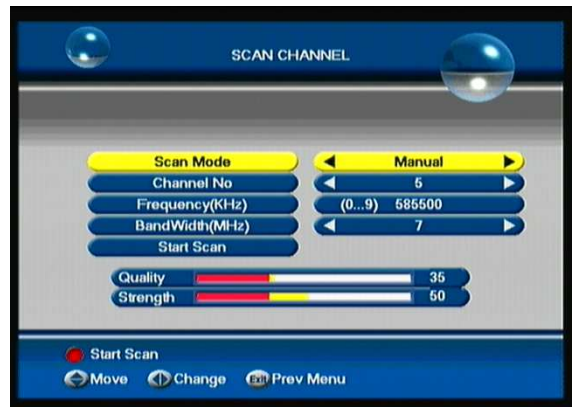 SCAN CHANNEL
Scan Mode Manual
Channel No 5
Frequency(KHz) (0...9) 585500
BandWidth(MHz) 7
Start Scan
Quality 35
Strength 50
Start Scan
Move Change Exit Prev Menu